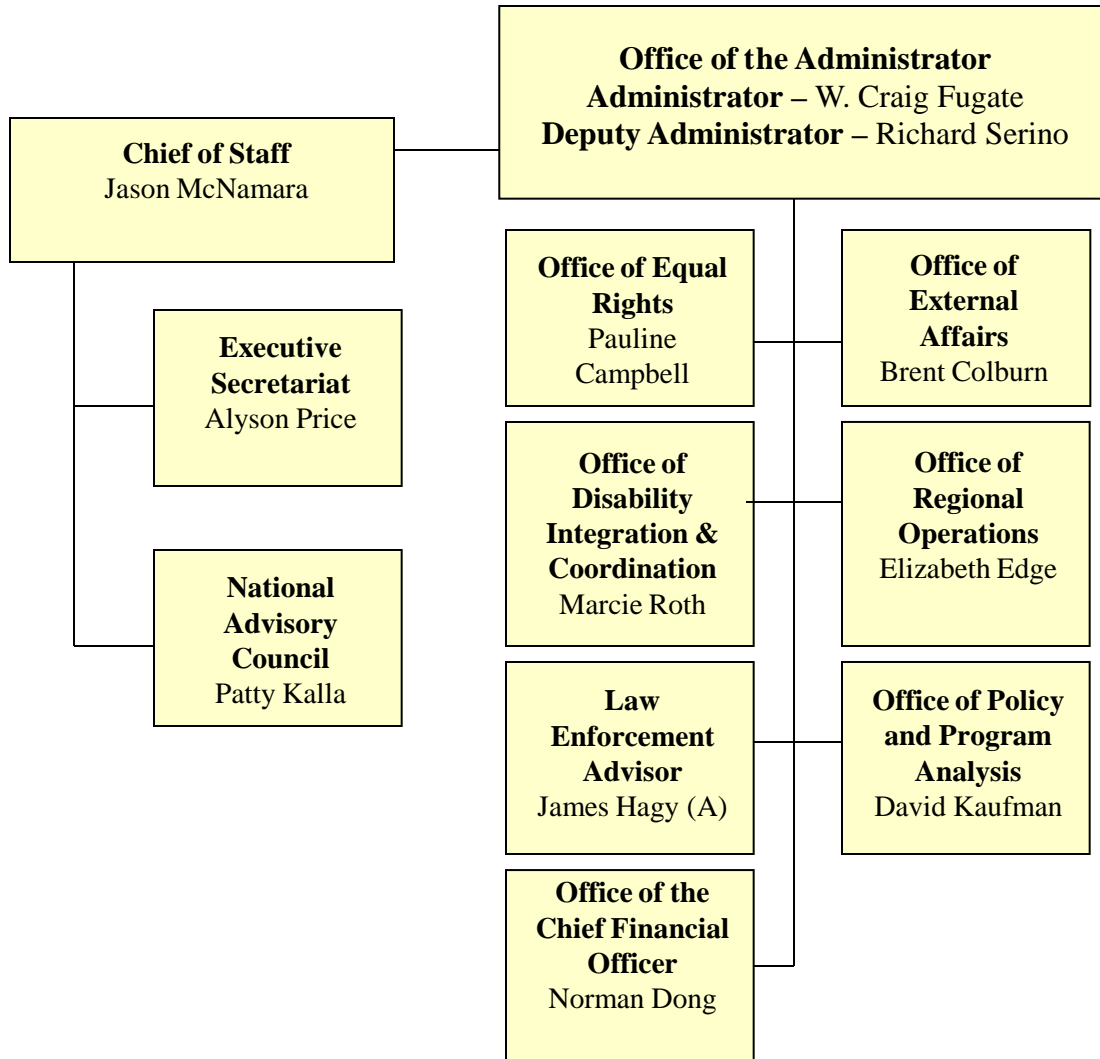 Office of the Administrator
Administrator – W. Craig Fugate
Deputy Administrator – Richard Serino
Chief of Staff
Jason McNamara
Executive
Secretariat
Alyson Price
National
Advisory
Council
Patty Kalla
Office of Equal
Rights
Pauline
Campbell
Office of
External
Affairs
Brent Colburn
Office of
Disability
Integration &
Coordination
Marcie Roth
Office of
Regional
Operations
Elizabeth Edge
Law
Enforcement
Advisor
James Hagy (A)
Office of Policy
and Program
Analysis
David Kaufman
Office of the
Chief Financial
Officer
Norman Dong